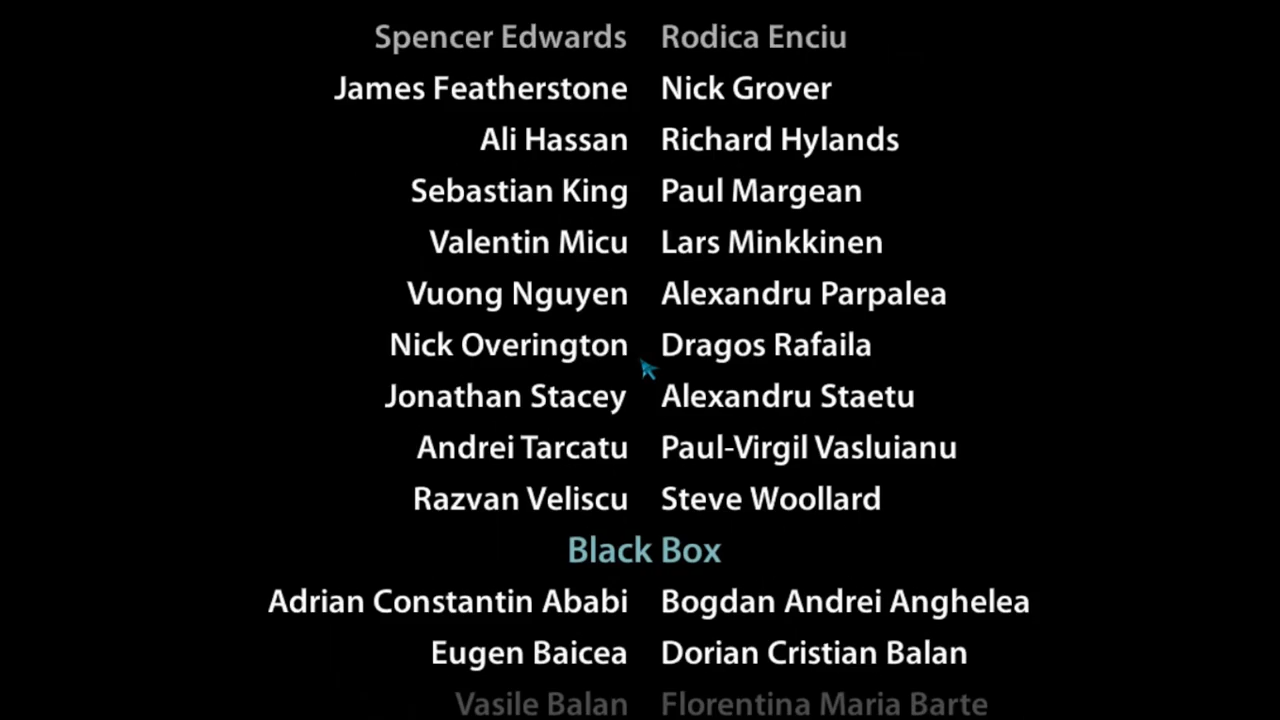 Spencer Edwards Rodica Enciu
James Featherstone Nick Grover
Ali Hassan Richard Hylands
Sebastian King Paul Margean
Valentin Micu Lars Minkkinen
Vuong Nguyen Alexandru Parpalea
Nick Overington Dragos Rafaila
Jonathan Stacey Alexandru Staetu
Andrei Tarcatu Paul-Virgil Vasluianu
Razvan Veliscu Steve Woollard
Black Box
Adrian Constantin Ababi Bogdan Andrei Anghelea
Eugen Baicea Dorian Cristian Balan
Vasile Balan Florentina Maria Barte